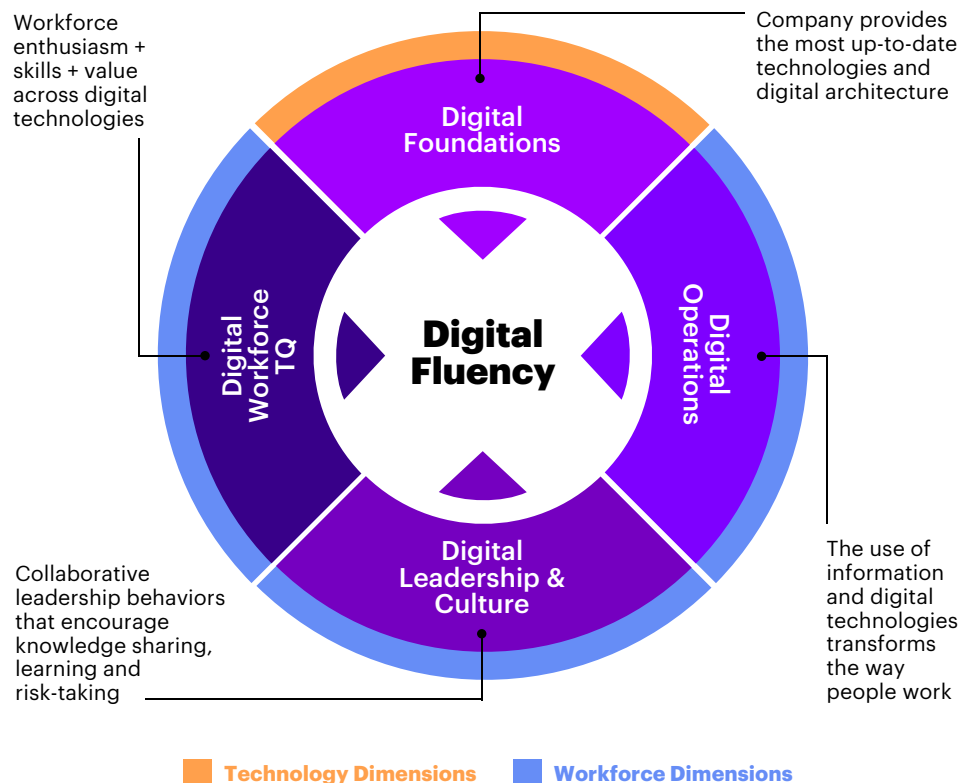 Workforce
enthusiasm +
skills + value
across digital
technologies
Company provides
the most up-to-date
technologies and
digital architecture
Digital
Foundations
Digital
Workforce
TQ
Digital
Fluency
Digital
Operations
Digital
Leadership &
Culture
Collaborative
leadership behaviors
that encourage
knowledge sharing,
learning and
risk-taking
The use of
information
and digital
technologies
transforms
the way
people work
Technology Dimensions
Workforce Dimensions